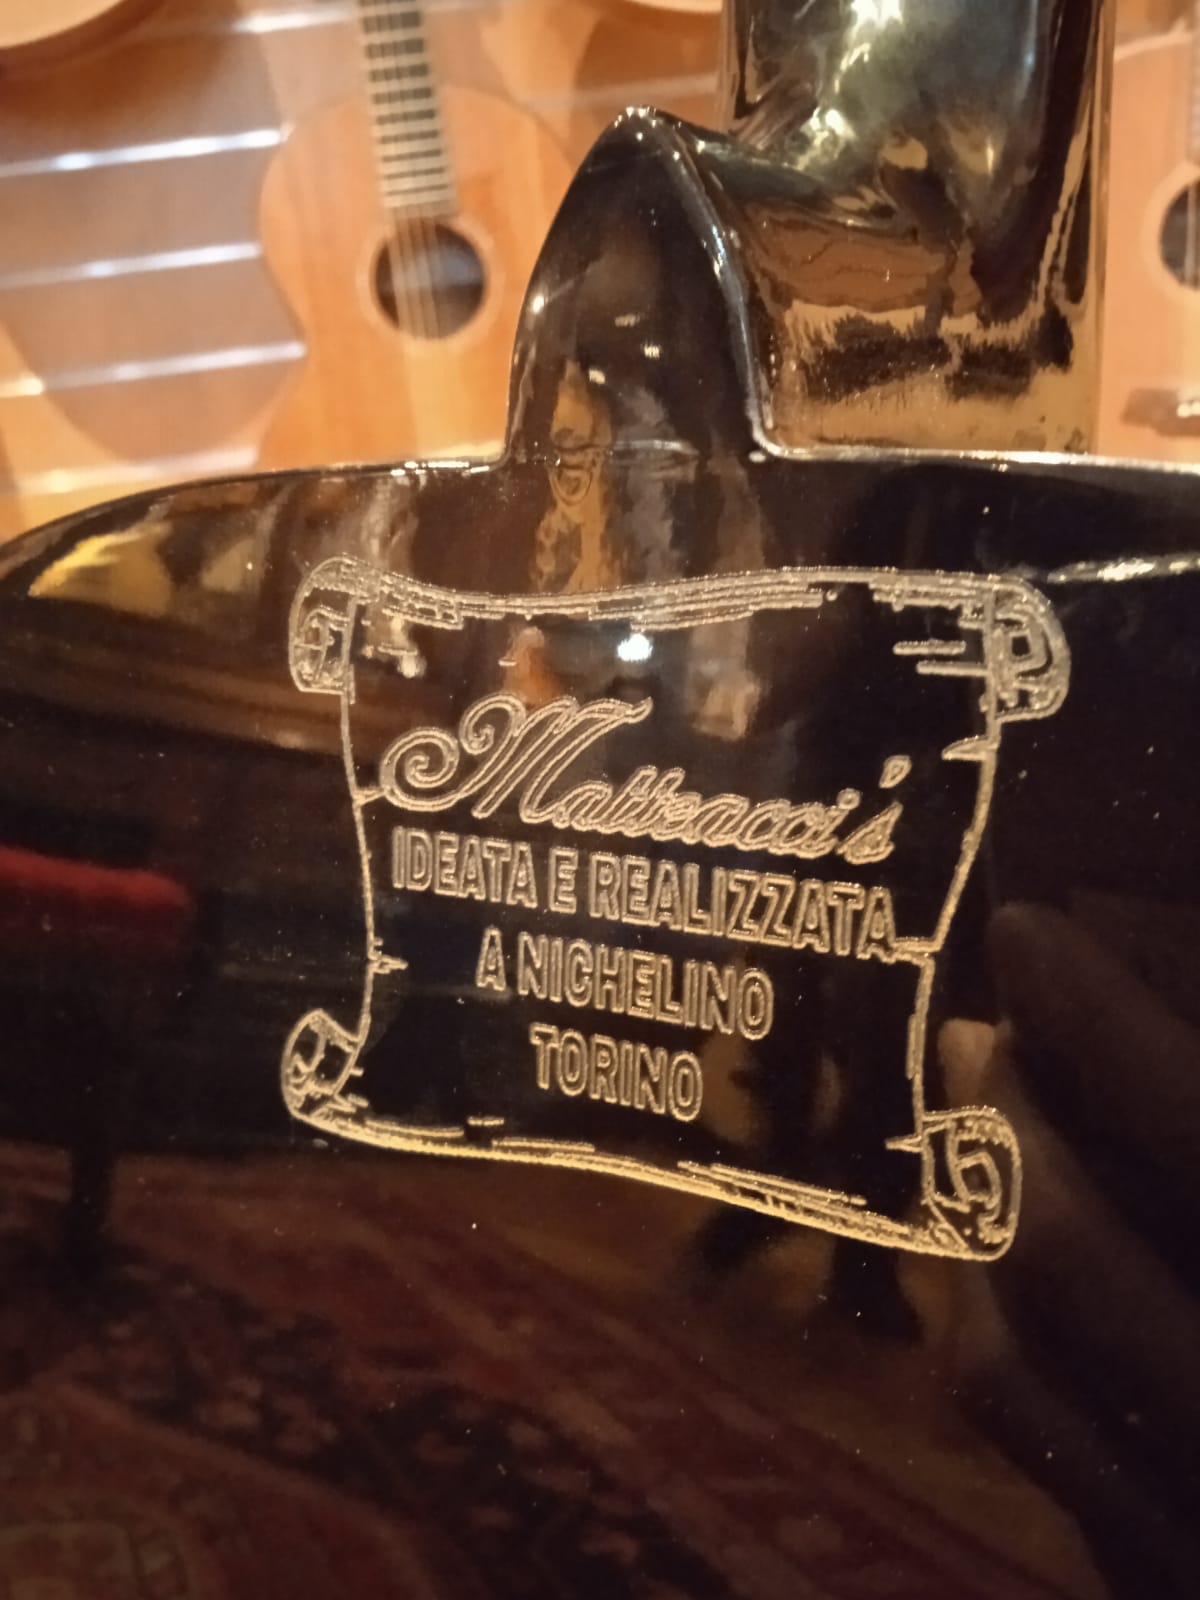 Matteacci's
IDEATA E REALIZZATA
A NICHELINO
TORINO